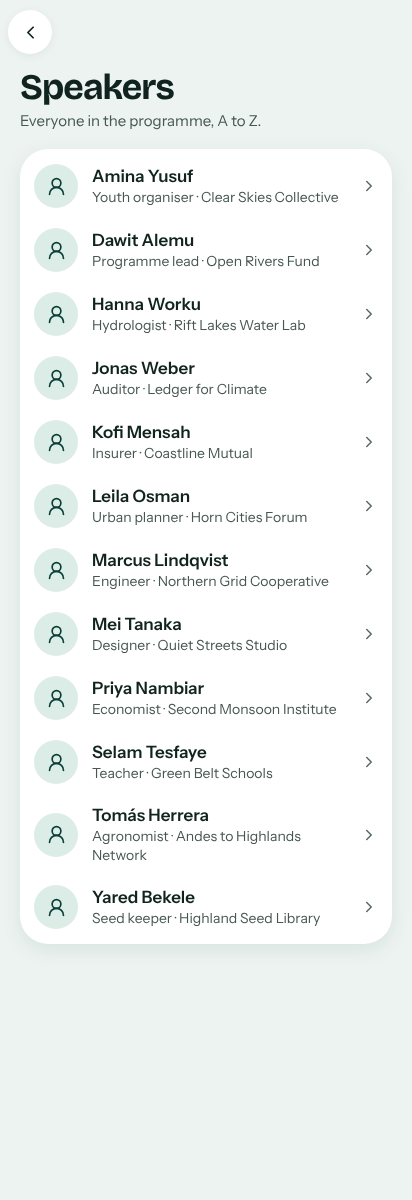 Speakers
Everyone in the programme, A to Z.
Amina Yusuf
Youth organiser · Clear Skies Collective
Dawit Alemu
Programme lead · Open Rivers Fund
Hanna Worku
Hydrologist · Rift Lakes Water Lab
Jonas Weber
Auditor · Ledger for Climate
Kofi Mensah
Insurer · Coastline Mutual
Leila Osman
Urban planner · Horn Cities Forum
Marcus Lindqvist
Engineer · Northern Grid Cooperative
Mei Tanaka
Designer · Quiet Streets Studio
Priya Nambiar
Economist · Second Monsoon Institute
Selam Tesfaye
Teacher · Green Belt Schools
Tomás Herrera
Agronomist · Andes to Highlands
Network
Yared Bekele
Seed keeper · Highland Seed Library